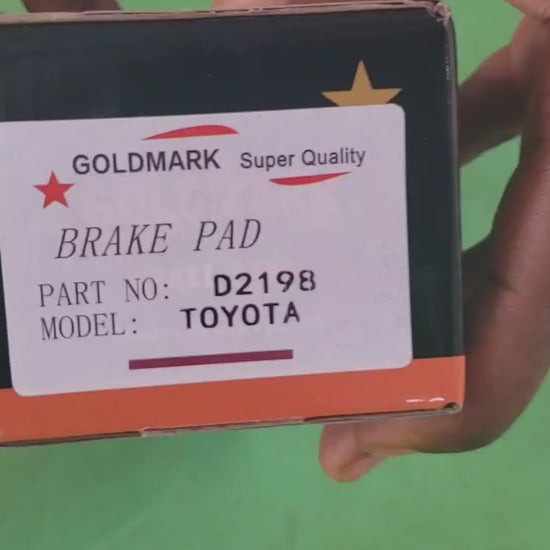 GOLDMARK Super Quality
BRAKE PAD
PART NO: D2198
MODEL: TOYOTA